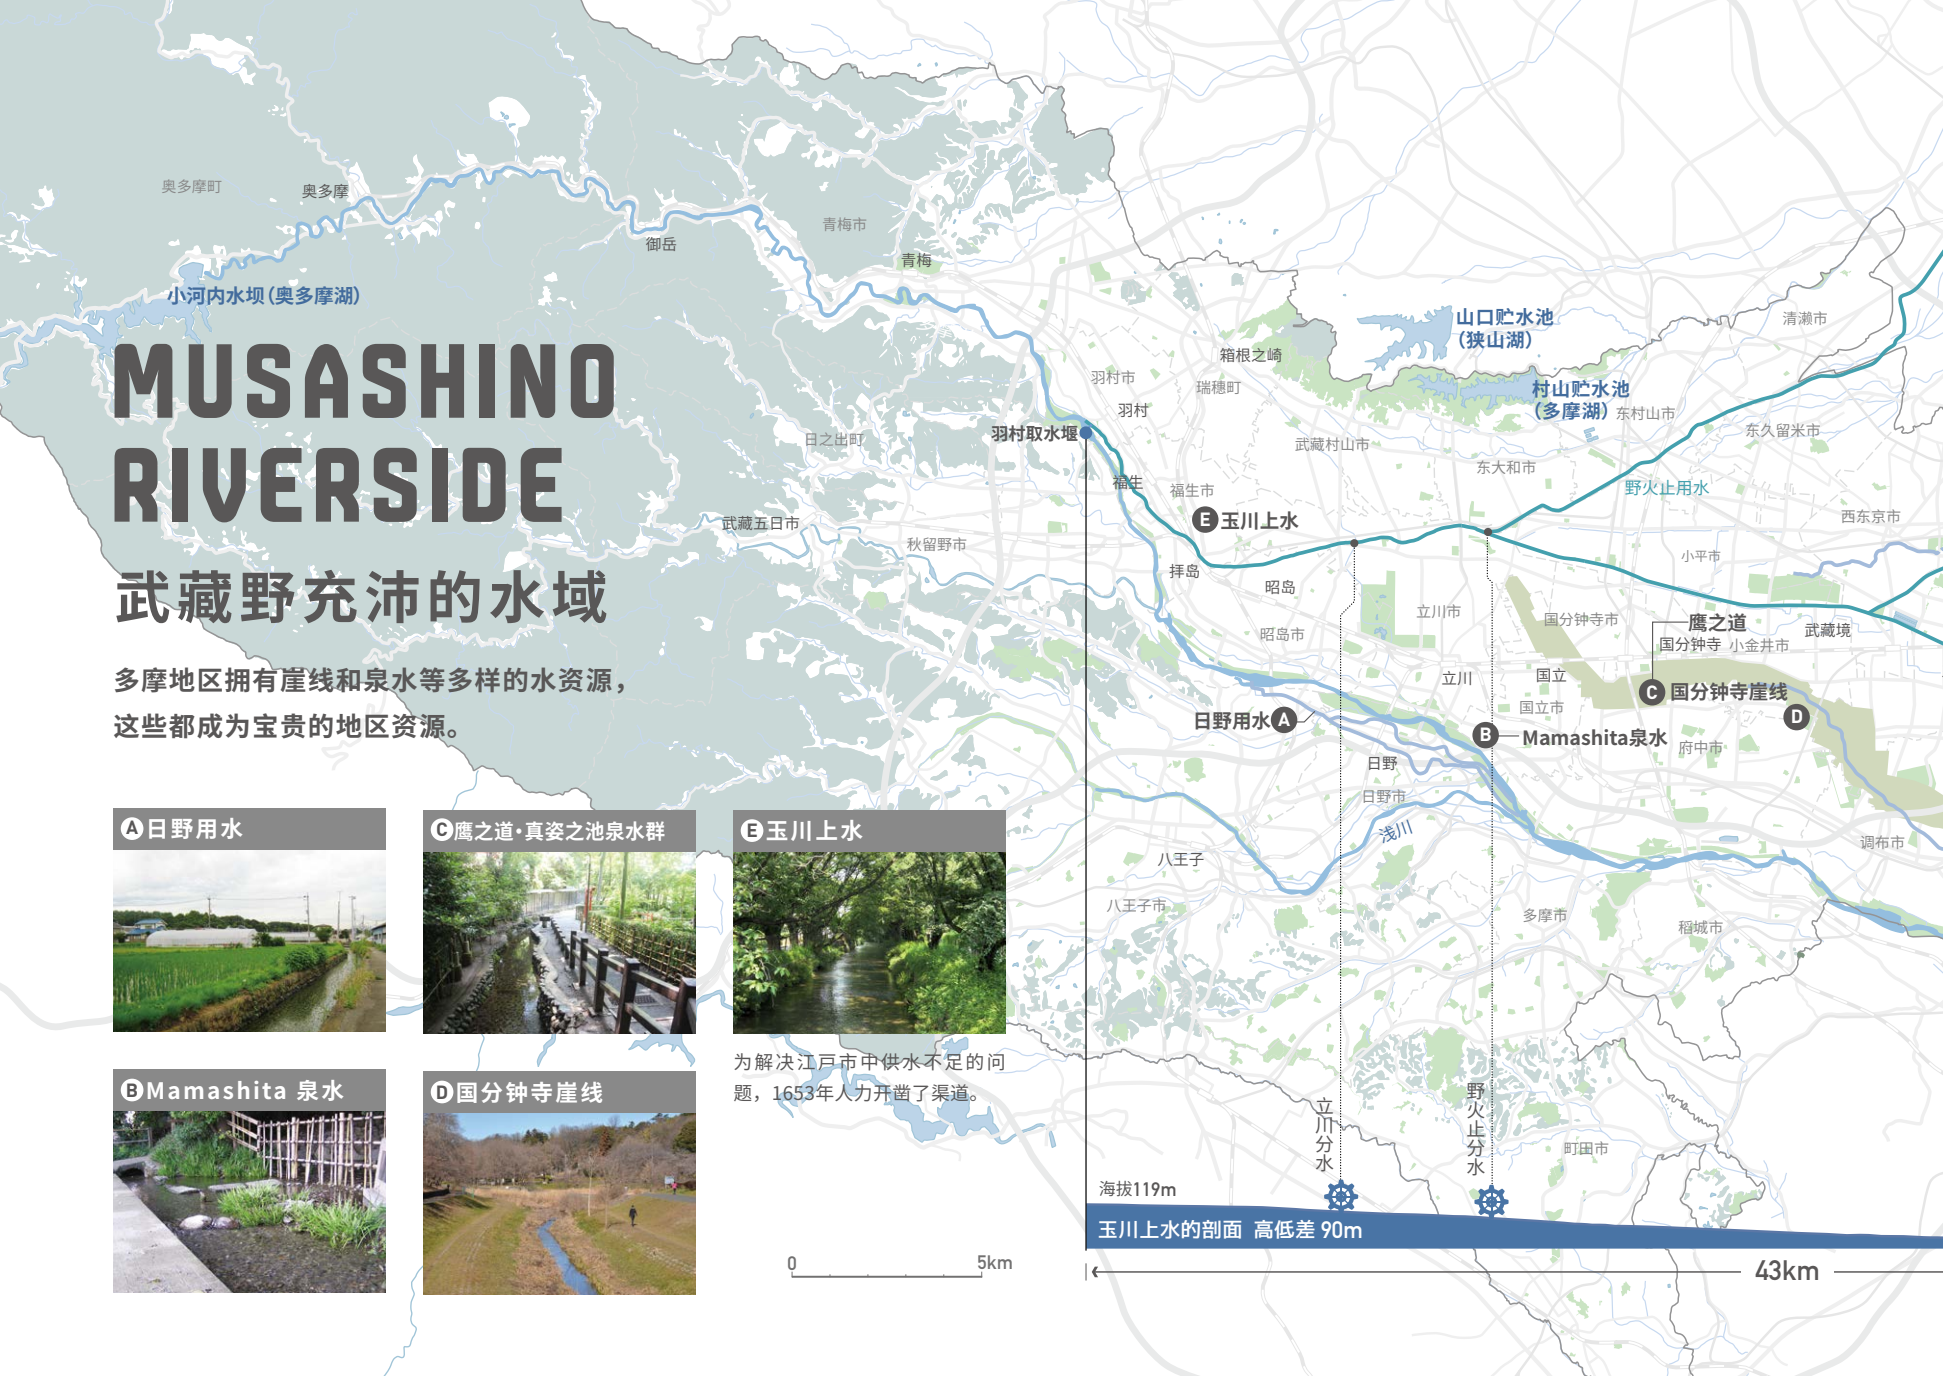 MUSASHINO
RIVERSIDE
武藏野充沛的水域
多摩地区拥有崖线和泉水等多样的水资源，
这些都成为宝贵的地区资源。
奥多摩町
奥多摩
小河内水坝（奥多摩湖）
御岳
青梅市
青梅
日之出町
武藏五日市
秋留野市
羽村取水堰
羽村市
羽村
箱根之崎
瑞穗町
福生
福生市
E 玉川上水
拝岛
昭岛
昭岛市
武藏村山市
山口贮水池
（狭山湖）
村山贮水池
（多摩湖）
东村山市
东大和市
清濑市
东久留米市
野火止用水
西东京市
小平市
立川市
立川
国分钟寺市
国立
国立市
鹰之道
国分钟寺
小金井市
武藏境
C 国分钟寺崖线
D
日野用水 A
B Mamashita泉水
府中市
日野
日野市
浅川
调布市
八王子
八王子市
多摩市
稻城市
町田市
立川分水
野火止分水
A 日野用水
C 鹰之道・真姿之池泉水群
E 玉川上水
为解决江戸市中供水不足的问
题，1653年人力开凿了渠道。
B Mamashita 泉水
D 国分钟寺崖线
0
5km
海拔119m
玉川上水的剖面 高低差 90m
43km